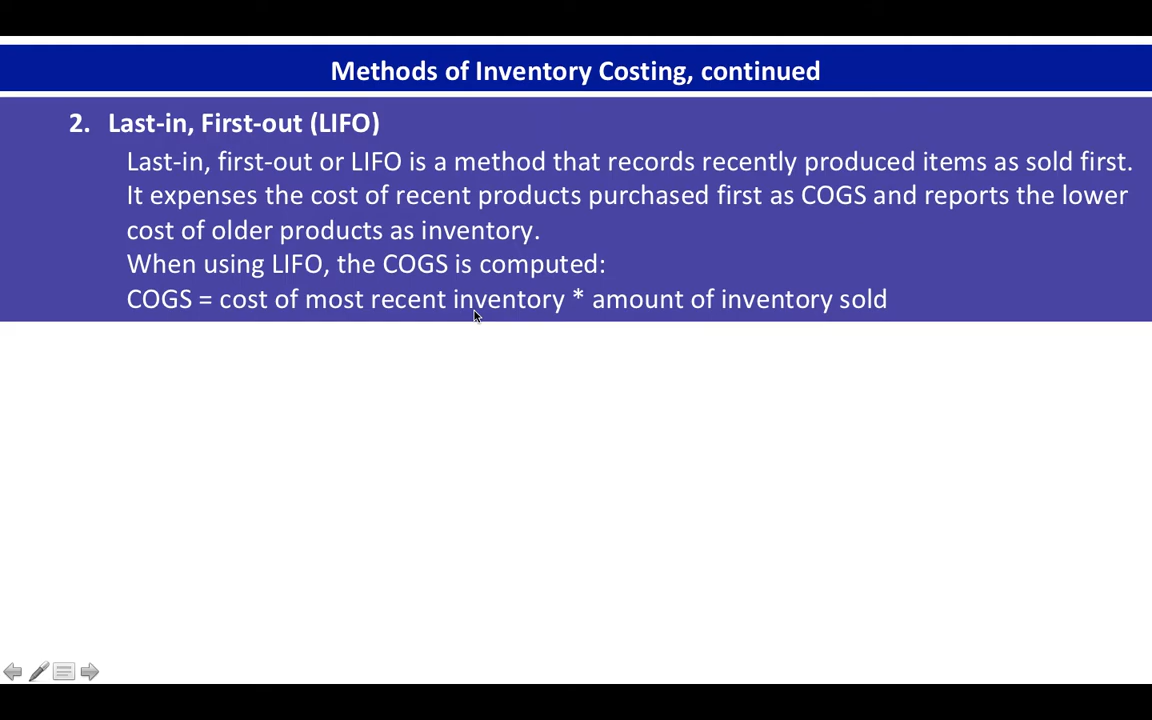 Methods of Inventory Costing, continued
2. Last-in, First-out (LIFO)
Last-in, first-out or LIFO is a method that records recently produced items as sold first.
It expenses the cost of recent products purchased first as COGS and reports the lower
cost of older products as inventory.
When using LIFO, the COGS is computed:
COGS = cost of most recent inventory * amount of inventory sold